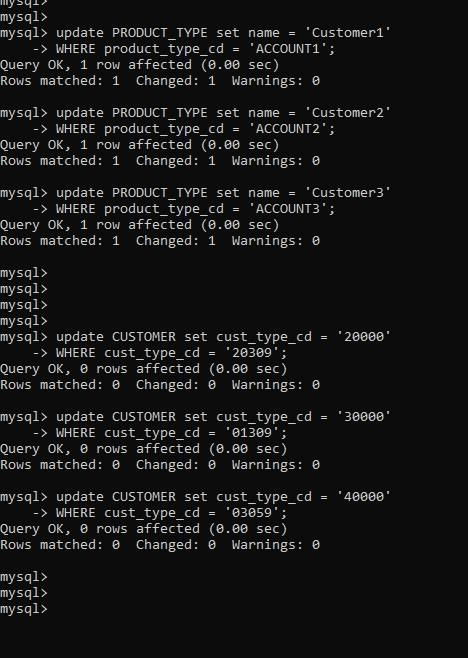 mysql>
mysql>
mysql> update PRODUCT_TYPE set name = 'Customer1'
    -> WHERE product_type_cd = 'ACCOUNT1';
Query OK, 1 row affected (0.00 sec)
Rows matched: 1  Changed: 1  Warnings: 0

mysql> update PRODUCT_TYPE set name = 'Customer2'
    -> WHERE product_type_cd = 'ACCOUNT2';
Query OK, 1 row affected (0.00 sec)
Rows matched: 1  Changed: 1  Warnings: 0

mysql> update PRODUCT_TYPE set name = 'Customer3'
    -> WHERE product_type_cd = 'ACCOUNT3';
Query OK, 1 row affected (0.00 sec)
Rows matched: 1  Changed: 1  Warnings: 0

mysql>
mysql>
mysql>
mysql>
mysql> update CUSTOMER set cust_type_cd = '20000'
    -> WHERE cust_type_cd = '20309';
Query OK, 0 rows affected (0.00 sec)
Rows matched: 0  Changed: 0  Warnings: 0

mysql> update CUSTOMER set cust_type_cd = '30000'
    -> WHERE cust_type_cd = '01309';
Query OK, 0 rows affected (0.00 sec)
Rows matched: 0  Changed: 0  Warnings: 0

mysql> update CUSTOMER set cust_type_cd = '40000'
    -> WHERE cust_type_cd = '03059';
Query OK, 0 rows affected (0.00 sec)
Rows matched: 0  Changed: 0  Warnings: 0

mysql>
mysql>
mysql>